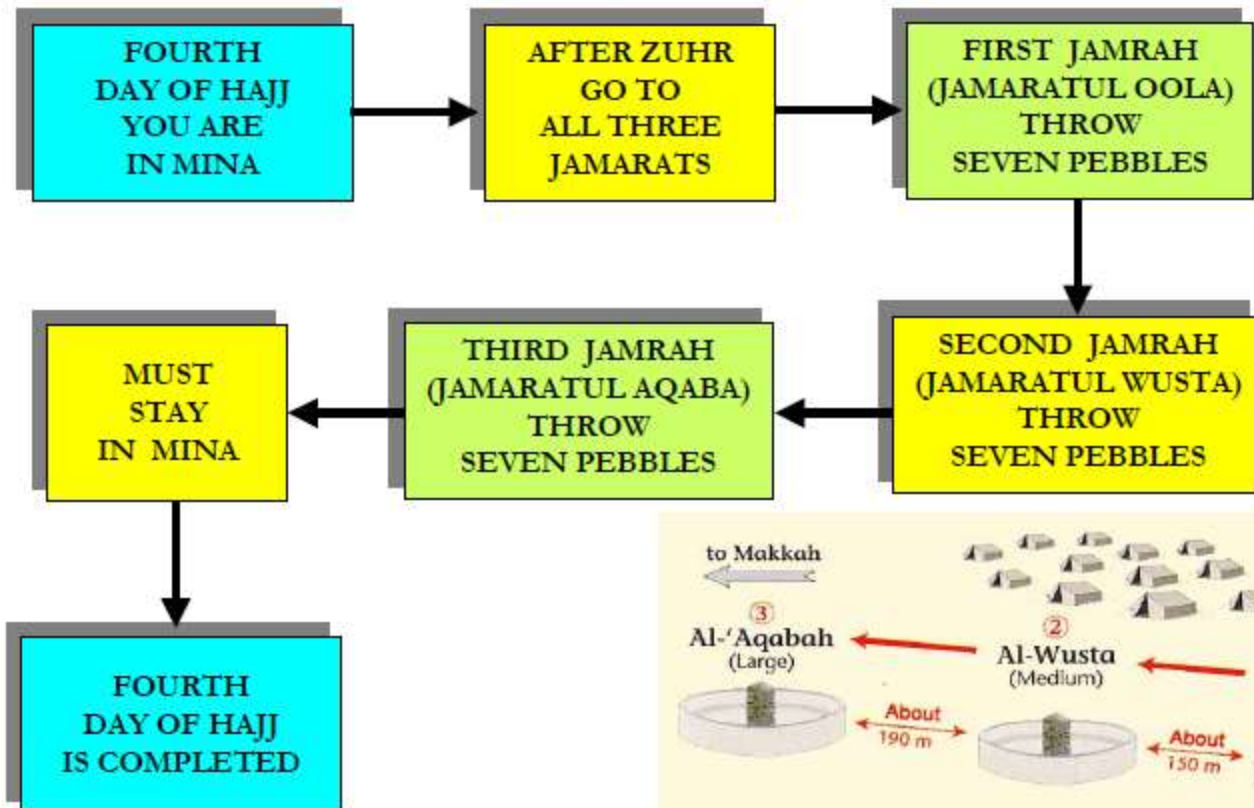 FOURTH
DAY OF HAJJ
YOU ARE
IN MINA
AFTER ZUHR
GO TO
ALL THREE
JAMARATS
FIRST JAMRAH
(JAMARATUL OOLA)
THROW
SEVEN PEBBLES
SECOND JAMRAH
(JAMARATUL WUSTA)
THROW
SEVEN PEBBLES
THIRD JAMRAH
(JAMARATUL AQABA)
THROW
SEVEN PEBBLES
MUST
STAY
IN MINA
FOURTH
DAY OF HAJJ
IS COMPLETED
to Makkah
③
Al-‘Aqabah
(Large)
②
Al-Wusta
(Medium)
About
190 m
About
150 m